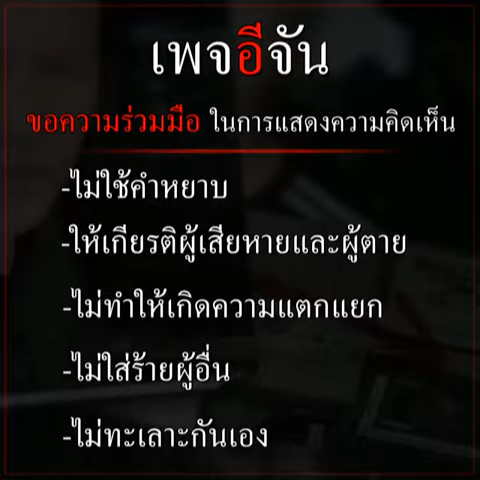 เพจอีจัน
ขอความร่วมมือ ในการแสดงความคิดเห็น
-ไม่ใช้คำหยาบ
-ให้เกียรติผู้เสียหายและผู้ตาย
-ไม่ทำให้เกิดความแตกแยก
-ไม่ใส่ร้ายผู้อื่น
-ไม่ทะเลาะกันเอง